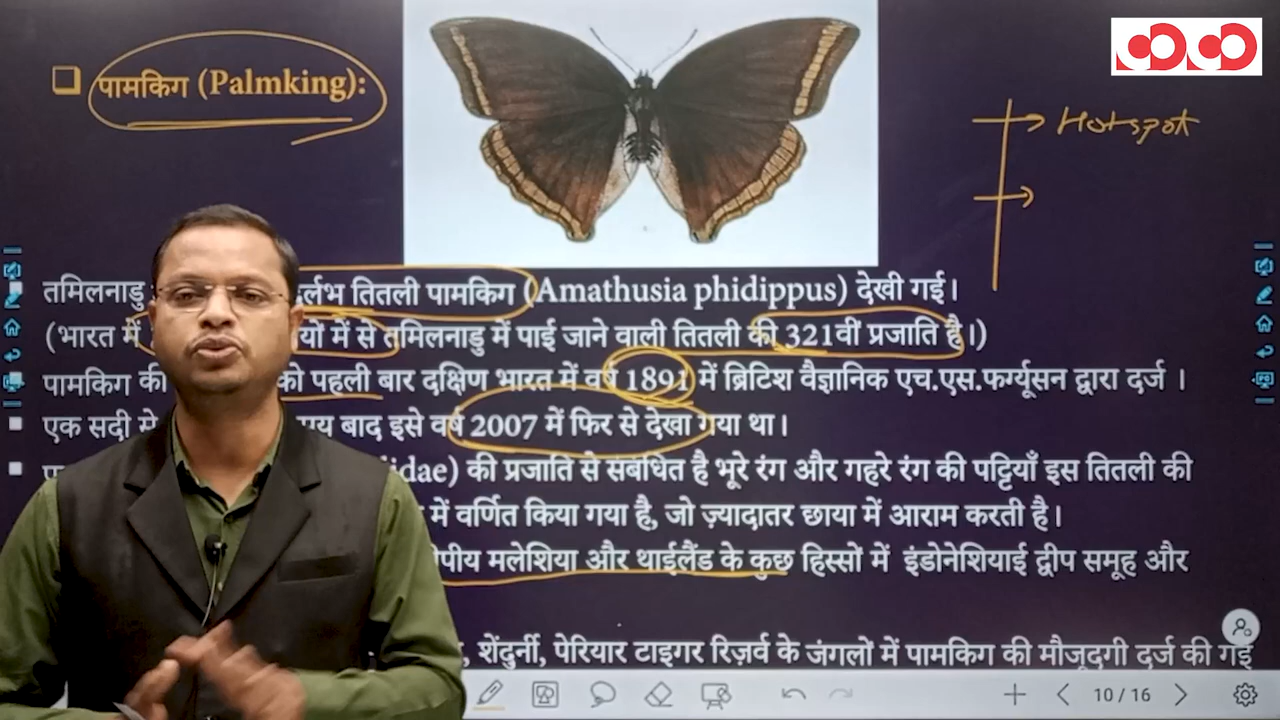 पामकिग (Palmking):
Hotspot
तमिलनाडु र्लभ तितली पामकिग (Amathusia phidippus) देखी गई।
(भारत में यों में से तमिलनाडु में पाई जाने वाली तितली की 321वीं प्रजाति है।)
पामकिग की को पहली बार दक्षिण भारत में वर्ष 1891 में ब्रिटिश वैज्ञानिक एच.एस.फर्ग्यूसन द्वारा दर्ज ।
एक सदी से मय बाद इसे वर्ष 2007 में फिर से देखा गया था।
idae) की प्रजाति से संबंधित है भूरे रंग और गहरे रंग की पट्टियाँ इस तितली की
में वर्णित किया गया है, जो ज़्यादातर छाया में आराम करती है।
पीय मलेशिया और थाईलैंड के कुछ हिस्सों में इंडोनेशियाई द्वीप समूह और
, शेंदुर्नी, पेरियार टाइगर रिज़र्व के जंगलों में पामकिग की मौजूदगी दर्ज की गई
10 / 16